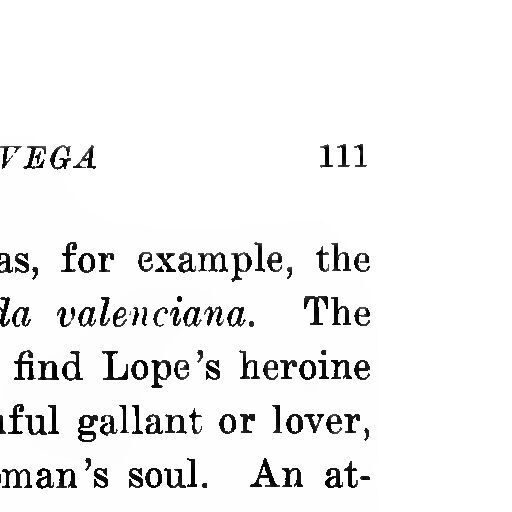 VEGA 111
as, for example, the
da valenciana. The
find Lope's heroine
ful gallant or lover,
man's soul. An at-